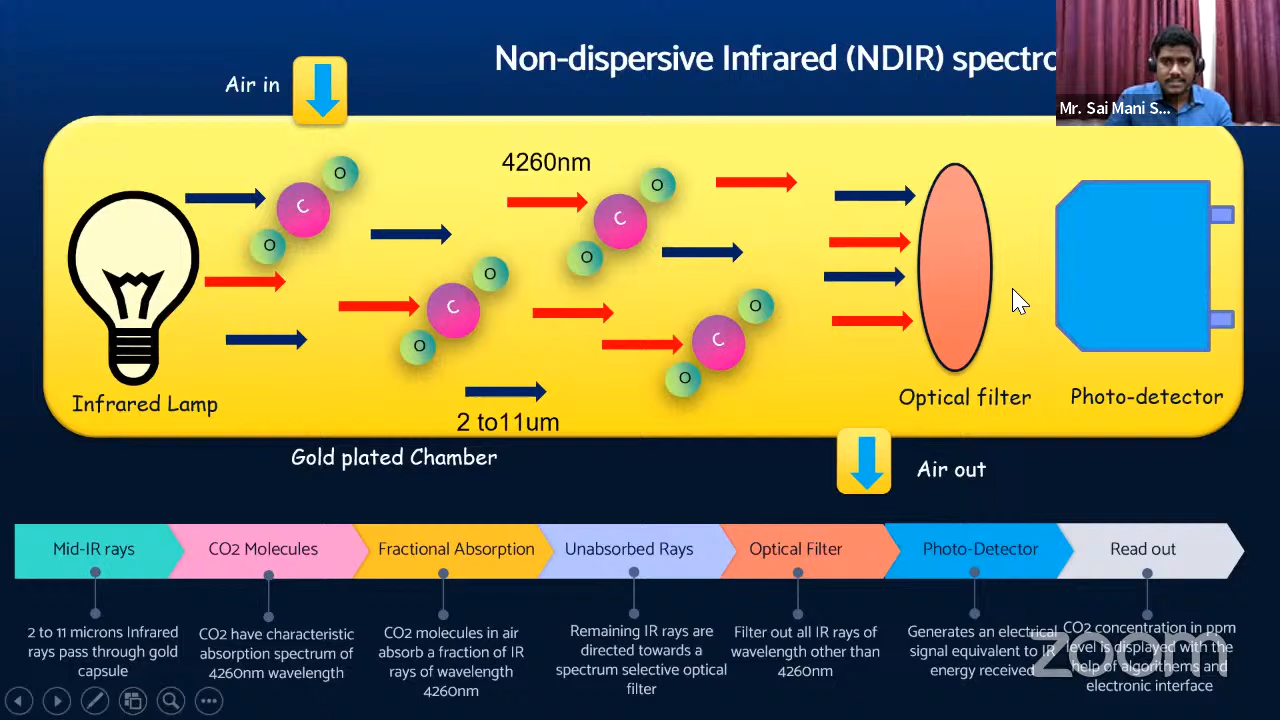 Non-dispersive Infrared (NDIR) spectro
Mr. Sai Mani S...
Air in
4260nm
O
C
O
O
C
O
O
C
O
O
C
O
Infrared Lamp
2 to11um
Optical filter
Photo-detector
Gold plated Chamber
Air out
Mid-IR rays
CO2 Molecules
Fractional Absorption
Unabsorbed Rays
Optical Filter
Photo-Detector
Read out
2 to 11 microns Infrared
rays pass through gold
capsule
CO2 have characteristic
absorption spectrum of
4260nm wavelength
CO2 molecules in air
absorb a fraction of IR
rays of wavelength
4260nm
Remaining IR rays are
directed towards a
spectrum selective optical
filter
Filter out all IR rays of
wavelength other than
4260nm
Generates an electrical
signal equivalent to IR
energy received
CO2 concentration in ppm
level is displayed with the
help of algorithems and
electronic interface
zoom